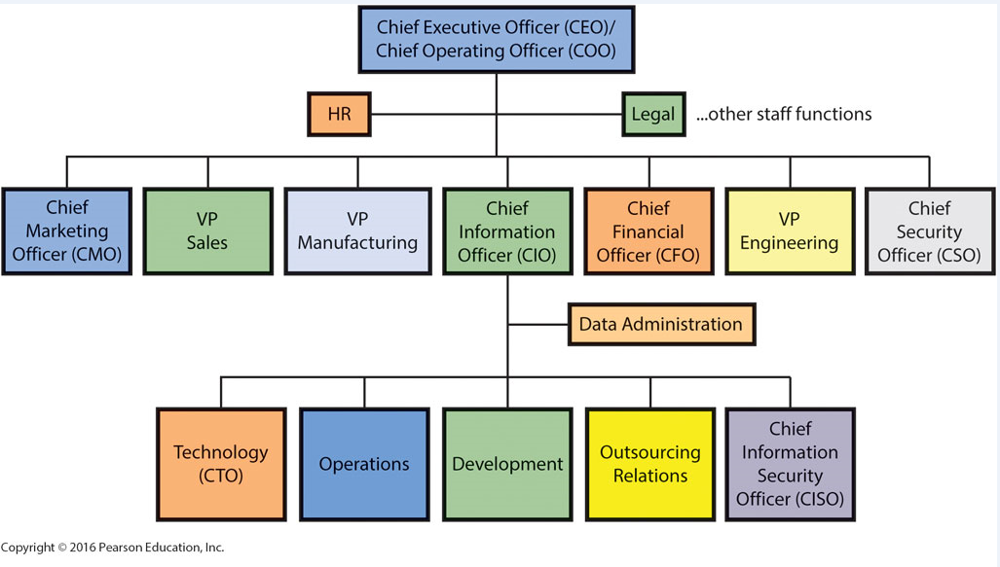 Chief Executive Officer (CEO)/
Chief Operating Officer (COO)
HR
Legal
...other staff functions
Chief
Marketing
Officer (CMO)
VP
Sales
VP
Manufacturing
Chief
Information
Officer (CIO)
Chief
Financial
Officer (CFO)
VP
Engineering
Chief
Security
Officer (CSO)
Data Administration
Technology
(CTO)
Operations
Development
Outsourcing
Relations
Chief
Information
Security
Officer (CISO)
Copyright © 2016 Pearson Education, Inc.